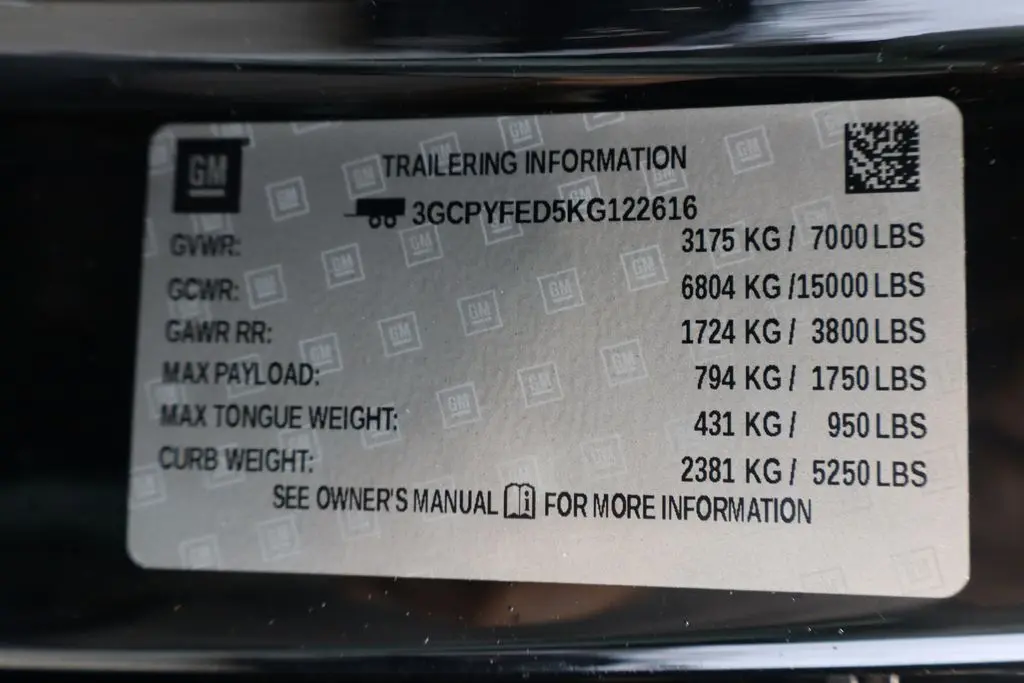 GM
TRAILERING INFORMATION
3GCPYFED5KG122616
GVWR: 3175 KG / 7000 LBS
GCWR: 6804 KG / 15000 LBS
GAWR RR: 1724 KG / 3800 LBS
MAX PAYLOAD: 794 KG / 1750 LBS
MAX TONGUE WEIGHT: 431 KG / 950 LBS
CURB WEIGHT: 2381 KG / 5250 LBS
SEE OWNER'S MANUAL FOR MORE INFORMATION